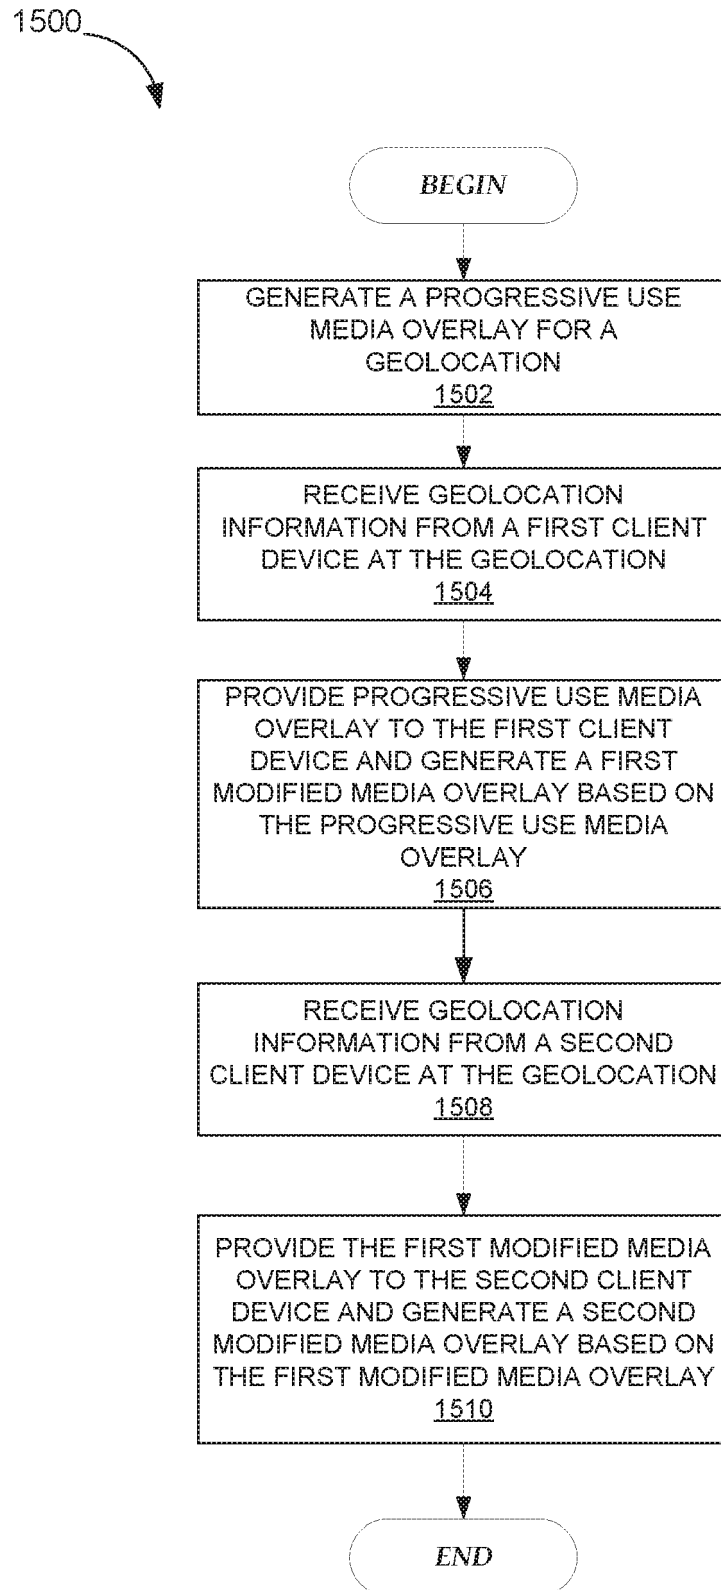 1500
BEGIN
GENERATE A PROGRESSIVE USE
MEDIA OVERLAY FOR A
GEOLOCATION
1502
RECEIVE GEOLOCATION
INFORMATION FROM A FIRST CLIENT
DEVICE AT THE GEOLOCATION
1504
PROVIDE PROGRESSIVE USE MEDIA
OVERLAY TO THE FIRST CLIENT
DEVICE AND GENERATE A FIRST
MODIFIED MEDIA OVERLAY BASED ON
THE PROGRESSIVE USE MEDIA
OVERLAY
1506
RECEIVE GEOLOCATION
INFORMATION FROM A SECOND
CLIENT DEVICE AT THE GEOLOCATION
1508
PROVIDE THE FIRST MODIFIED MEDIA
OVERLAY TO THE SECOND CLIENT
DEVICE AND GENERATE A SECOND
MODIFIED MEDIA OVERLAY BASED ON
THE FIRST MODIFIED MEDIA OVERLAY
1510
END